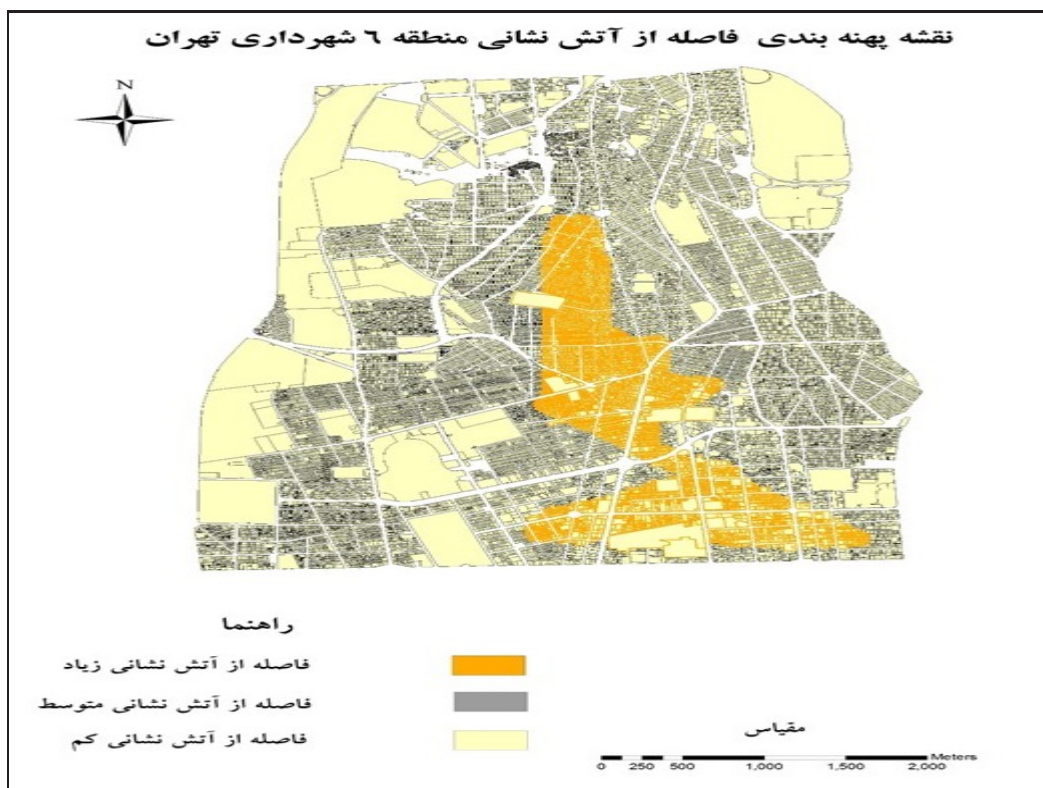 نقشه پهنه بندی فاصله از آتش نشانی منطقه ٦ شهرداری تهران
N
راهنما
فاصله از آتش نشانی زیاد
فاصله از آتش نشانی متوسط
فاصله از آتش نشانی کم
مقیاس
Meters
0 250 500 1,000 1,500 2,000